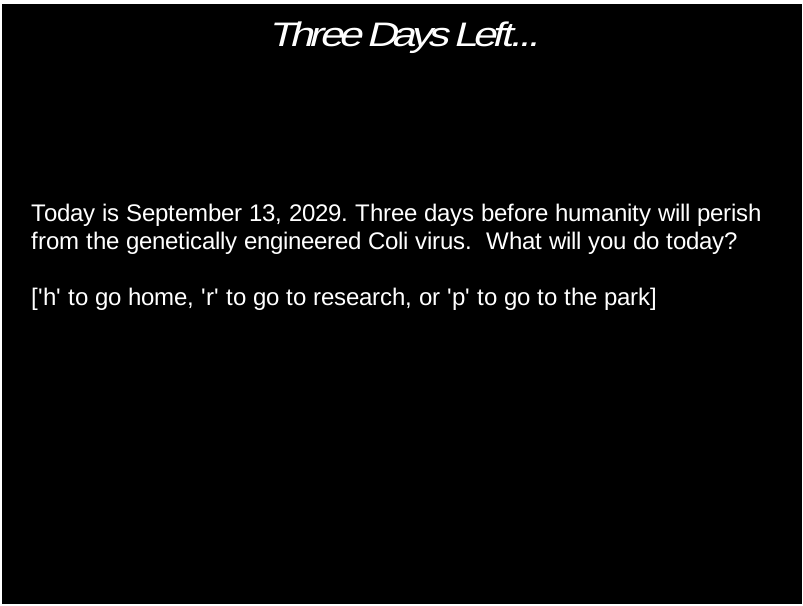 Three Days Left...
Today is September 13, 2029. Three days before humanity will perish
from the genetically engineered Coli virus.  What will you do today?
['h' to go home, 'r' to go to research, or 'p' to go to the park]